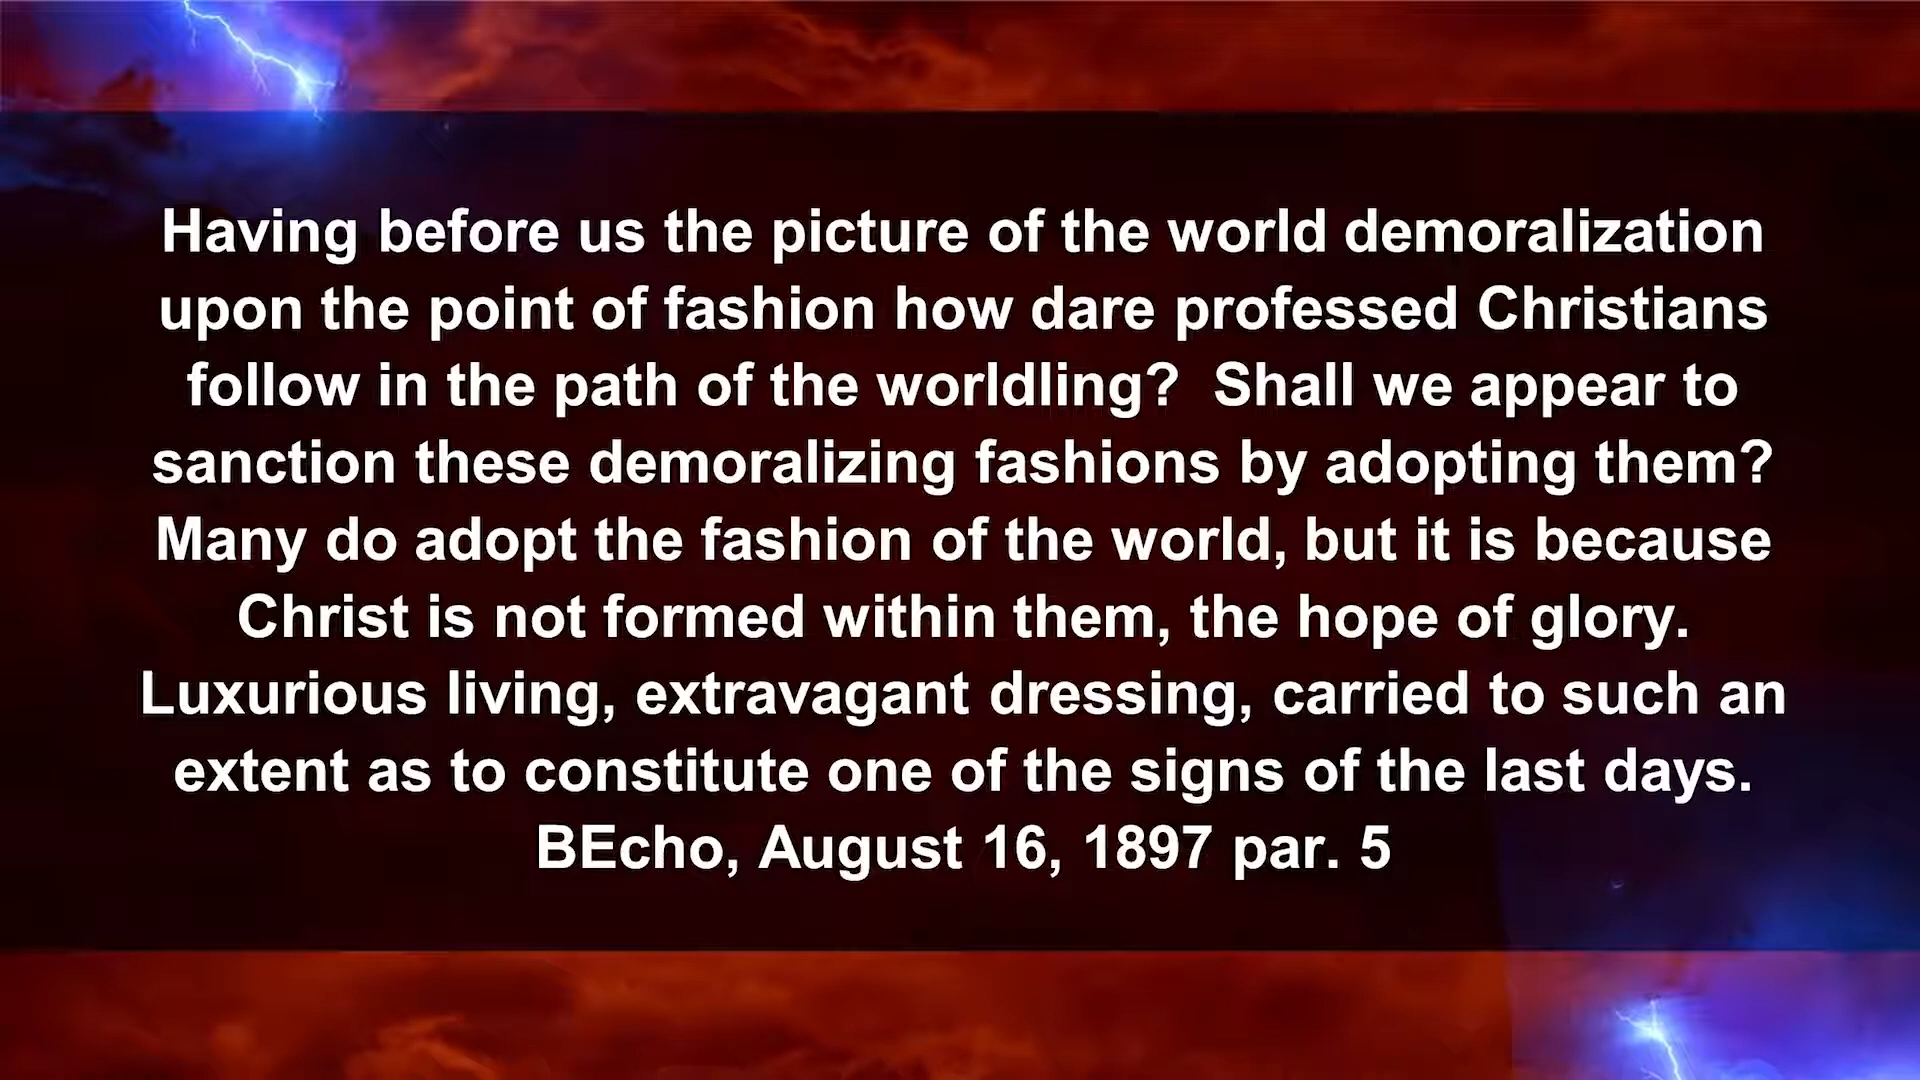 Having before us the picture of the world demoralization
upon the point of fashion how dare professed Christians
follow in the path of the worldling?  Shall we appear to
sanction these demoralizing fashions by adopting them?
Many do adopt the fashion of the world, but it is because
Christ is not formed within them, the hope of glory.
Luxurious living, extravagant dressing, carried to such an
extent as to constitute one of the signs of the last days.
BEcho, August 16, 1897 par. 5